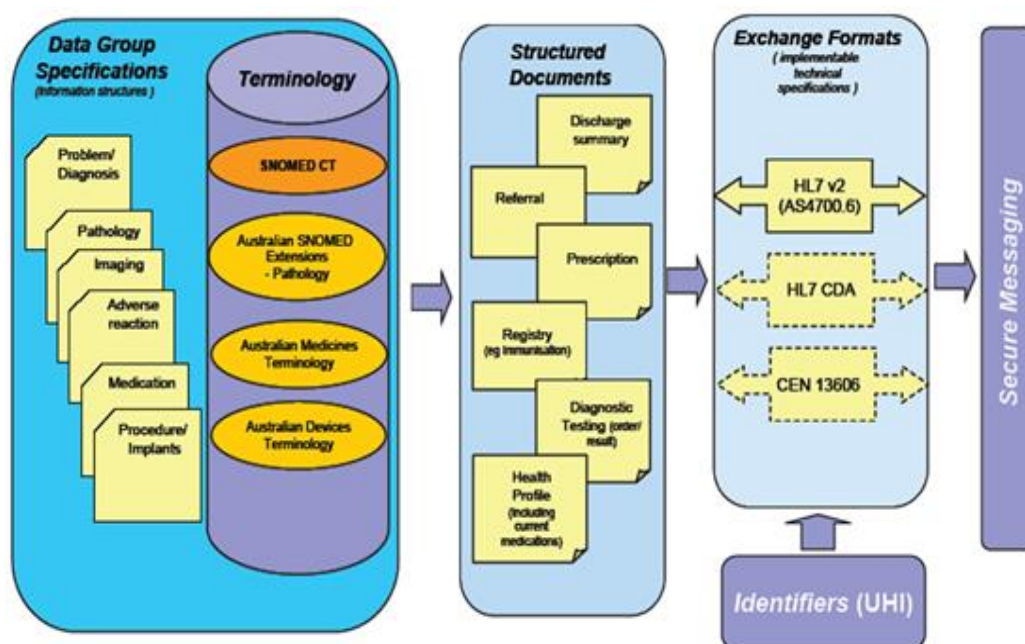 Data Group
Specifications
(Information structures )
Problem/
Diagnosis
Pathology
Imaging
Adverse
reaction
Medication
Procedure/
Implants
Terminology
SNOMED CT
Australian SNOMED
Extensions
- Pathology
Australian Medicines
Terminology
Australian Devices
Terminology
Structured
Documents
Discharge
summary
Referral
Prescription
Registry
(eg Immunisation)
Diagnostic
Testing (order/
result)
Health
Profile
(including
current
medications)
Exchange Formats
( implementable
technical
specifications )
HL7 v2
(AS4700.6)
HL7 CDA
CEN 13606
Identifiers (UHI)
Secure Messaging